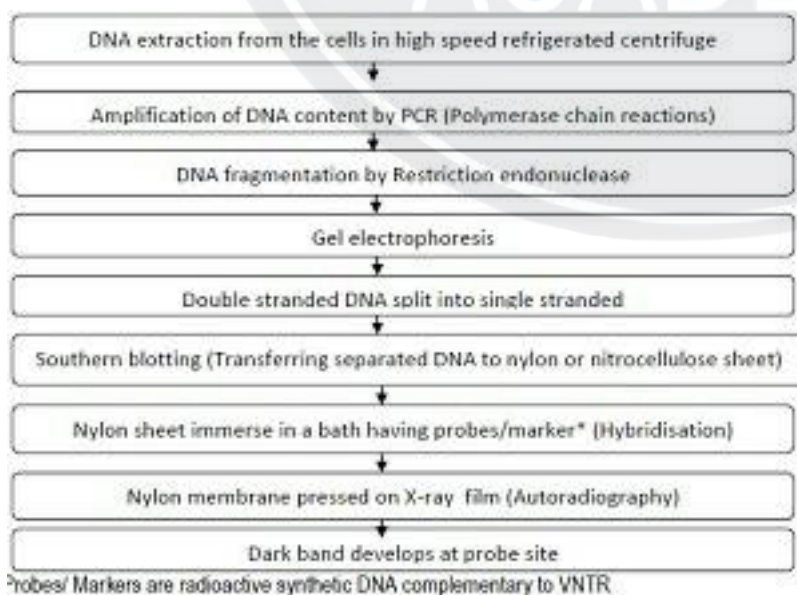 DNA extraction from the cells in high speed refrigerated centrifuge
Amplification of DNA content by PCR (Polymerase chain reactions)
DNA fragmentation by Restriction endonuclease
Gel electrophoresis
Double stranded DNA split into single stranded
Southern blotting (Transferring separated DNA to nylon or nitrocellulose sheet)
Nylon sheet immerse in a bath having probes/marker* (Hybridisation)
Nylon membrane pressed on X-ray film (Autoradiography)
Dark band develops at probe site
Probes/ Markers are radioactive synthetic DNA complementary to VNTR